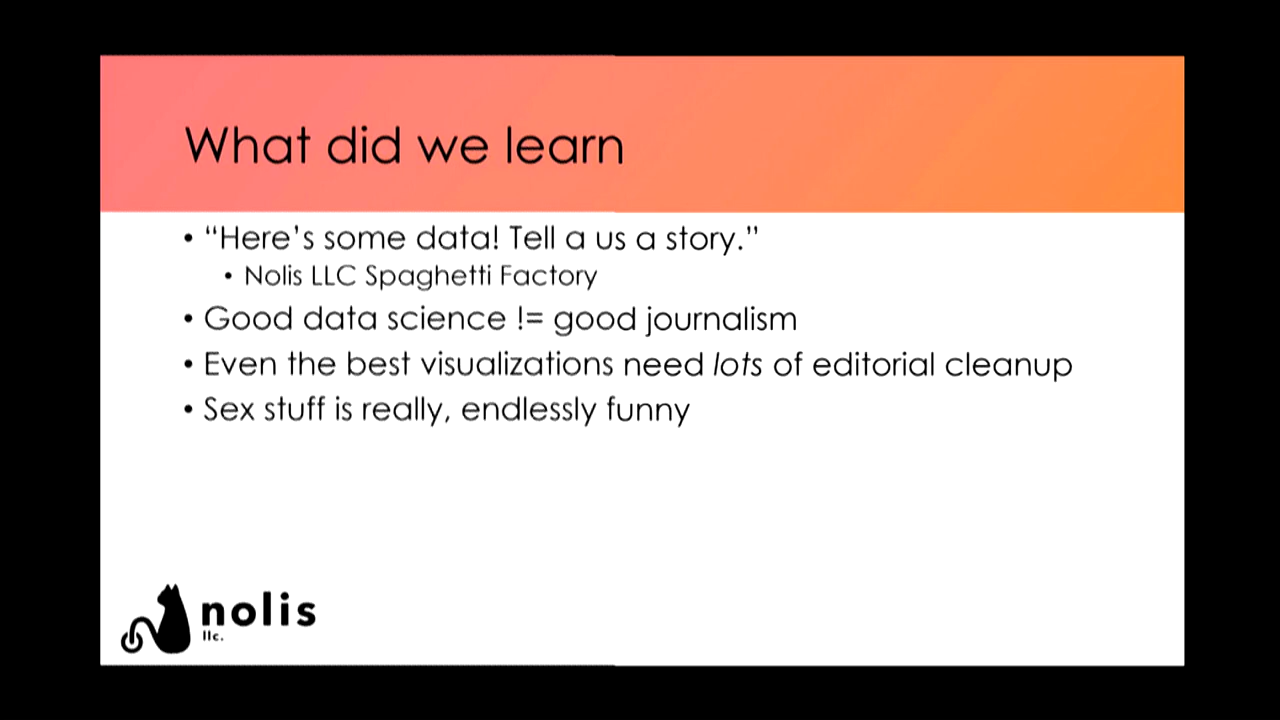 What did we learn
• “Here’s some data! Tell a us a story.”
• Nolis LLC Spaghetti Factory
• Good data science != good journalism
• Even the best visualizations need lots of editorial cleanup
• Sex stuff is really, endlessly funny
nolis
llc.